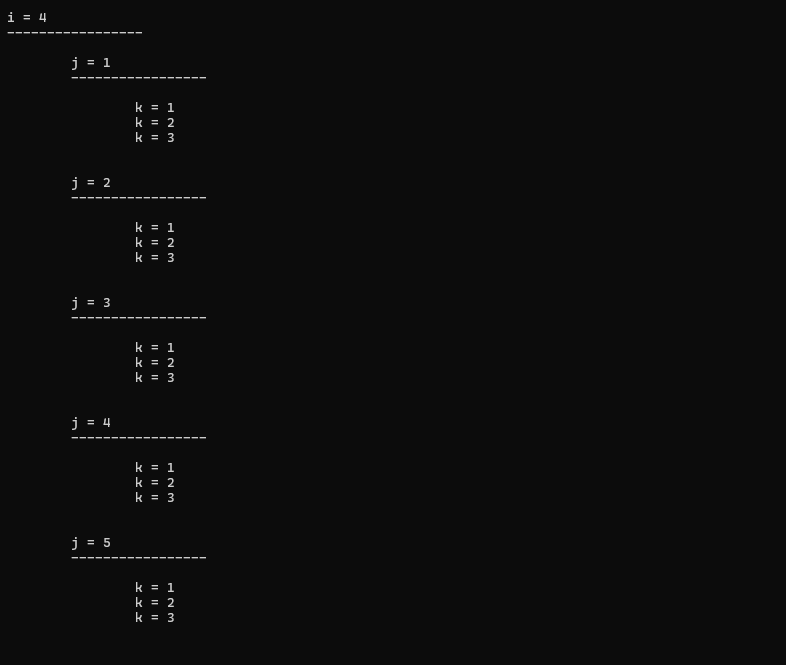 i = 4
-----------------
j = 1
-----------------
k = 1
k = 2
k = 3
j = 2
-----------------
k = 1
k = 2
k = 3
j = 3
-----------------
k = 1
k = 2
k = 3
j = 4
-----------------
k = 1
k = 2
k = 3
j = 5
-----------------
k = 1
k = 2
k = 3